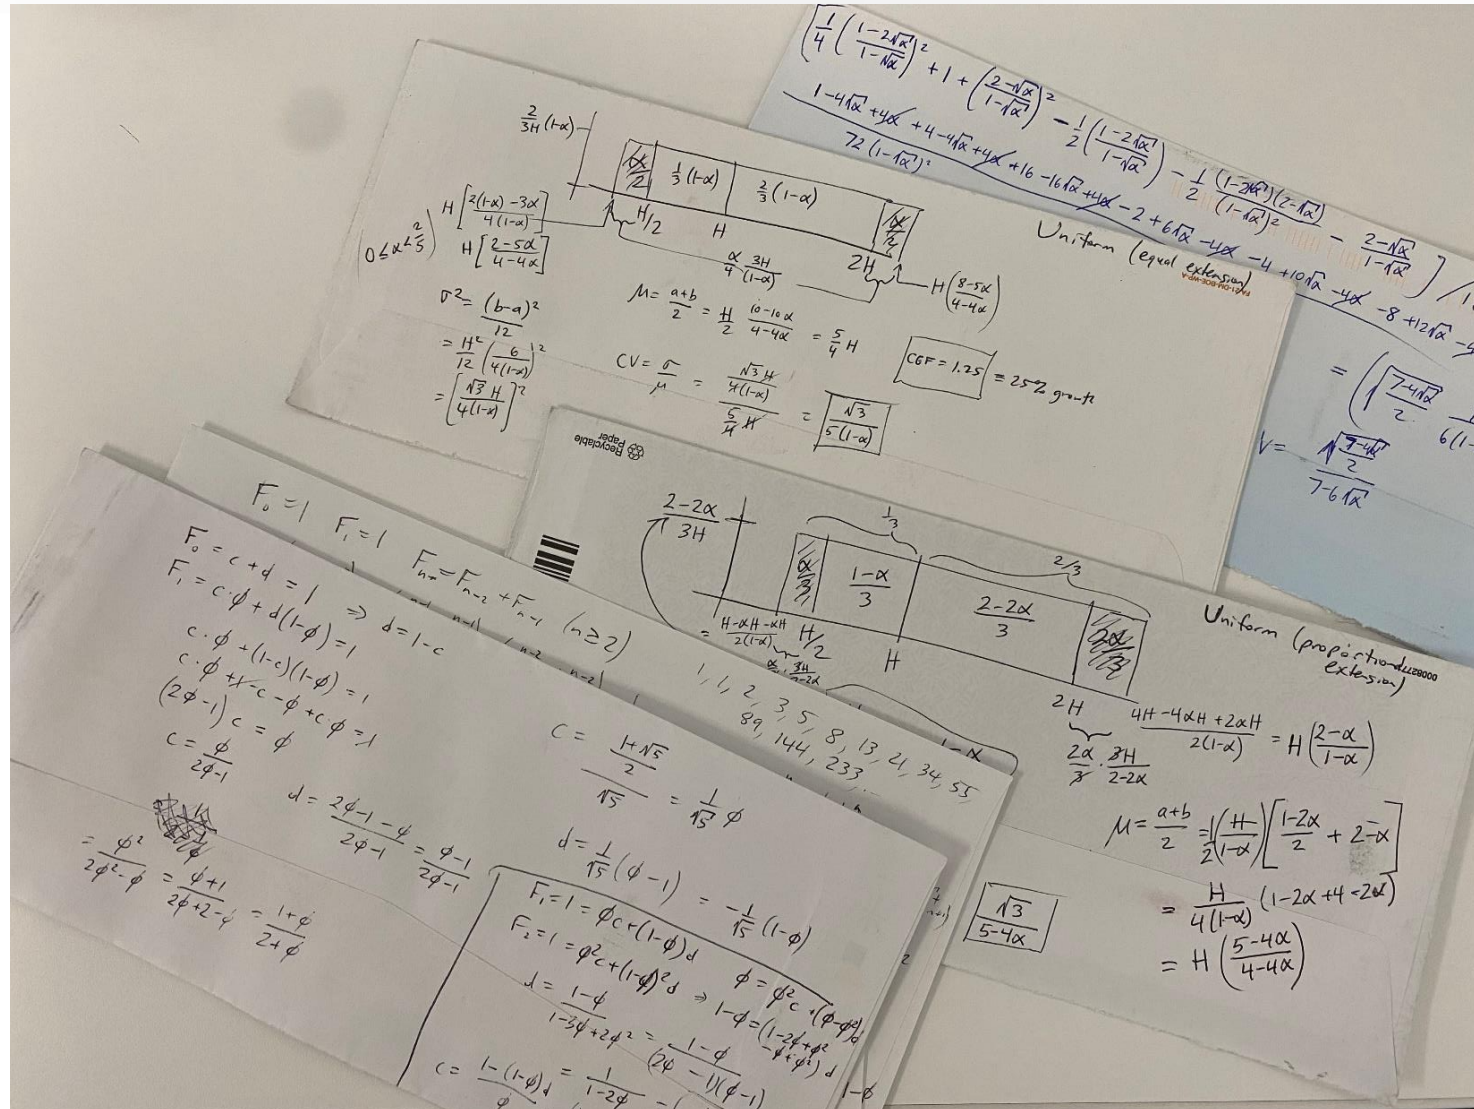 (1/4 ((1-2√α)/(1-√α))² + 1 + ((2-√α)/(1-√α))² - 1/2 ((1-2√α)/(1-√α)) - 1/2 (1-2√α)(2-√α)/(1-√α)² - (2-√α)/(1-√α) ] /
1-4√α+4α + 4-4√α+4α +16-16√α+4α -2+6√α-4α -4+10√α-4α -8+12√α
72(1-√α)²
= (√((7-4√α)/2)
6(1-
V= √((7-4√α)/2) / (7-6√α)
Uniform (equal extension)
2/3H (1-α)
α/2
1/3 (1-α)
2/3 (1-α)
α/2
H/2
H
2H
H[(2(1-α)-3α)/(4(1-α))]
(0≤α≤2/5)
H[(2-5α)/(4-4α)]
α/4 3H/(1-α)
H((8-5α)/(4-4α))
σ²= (b-a)²/12
= H²/12 (6/(4(1-α)))²
= [√3 H/(4(1-α))]²
μ= (a+b)/2 = H/2 (10-10α)/(4-4α) = 5/4 H
CV= σ/μ = (√3 H/(4(1-α)))/(5/4 H) = √3/(5(1-α))
CGF = 1.25 = 25% growth
Recyclable
Paper
Uniform (proportional
extension)
(2-2α)/3H
1/3
2/3
α/3
(1-α)/3
(2-2α)/3
2α/3
= (H-αH-αH)/(2(1-α))
H/2
H
2H
2α/3 · 3H/(2-2α)
(4H-4αH+2αH)/(2(1-α)) = H((2-α)/(1-α))
μ= (a+b)/2 = 1/2 (H/(1-α)) [(1-2α)/2 + 2-α]
= H/(4(1-α)) (1-2α+4-2α)
= H((5-4α)/(4-4α))
√3/(5-4α)
F₀=1 F₁=1 Fₙ=Fₙ₋₂+Fₙ₋₁ (n≥2)
1, 1, 2, 3, 5, 8, 13, 21, 34, 55,
89, 144, 233,...
F₀ = c+d = 1 ⇒ d=1-c
F₁ = c·φ+d(1-φ)=1
c·φ+(1-c)(1-φ)=1
c·φ+1-c-φ+c·φ=1
(2φ-1)c = φ
c= φ/(2φ-1)
d= (2φ-1-φ)/(2φ-1) = (φ-1)/(2φ-1)
= φ²/(2φ²-φ) = (φ+1)/(2φ+2-φ) = (1+φ)/(2+φ)
c= ((1+√5)/2)/√5 = 1/√5 φ
d= 1/√5 (φ-1) = -1/√5 (1-φ)
F₁=1=φc+(1-φ)d
F₂=1=φ²c+(1-φ)²d
φ=φ²c+(φ-φ²)d
⇒ 1-φ=(1-2φ+φ²
-φ+φ²)d
d= (1-φ)/(1-3φ+2φ²) = (1-φ)/((2φ-1)(φ-1))
c= (1-(1-φ)d)/φ = 1/(1-2φ)
1-φ